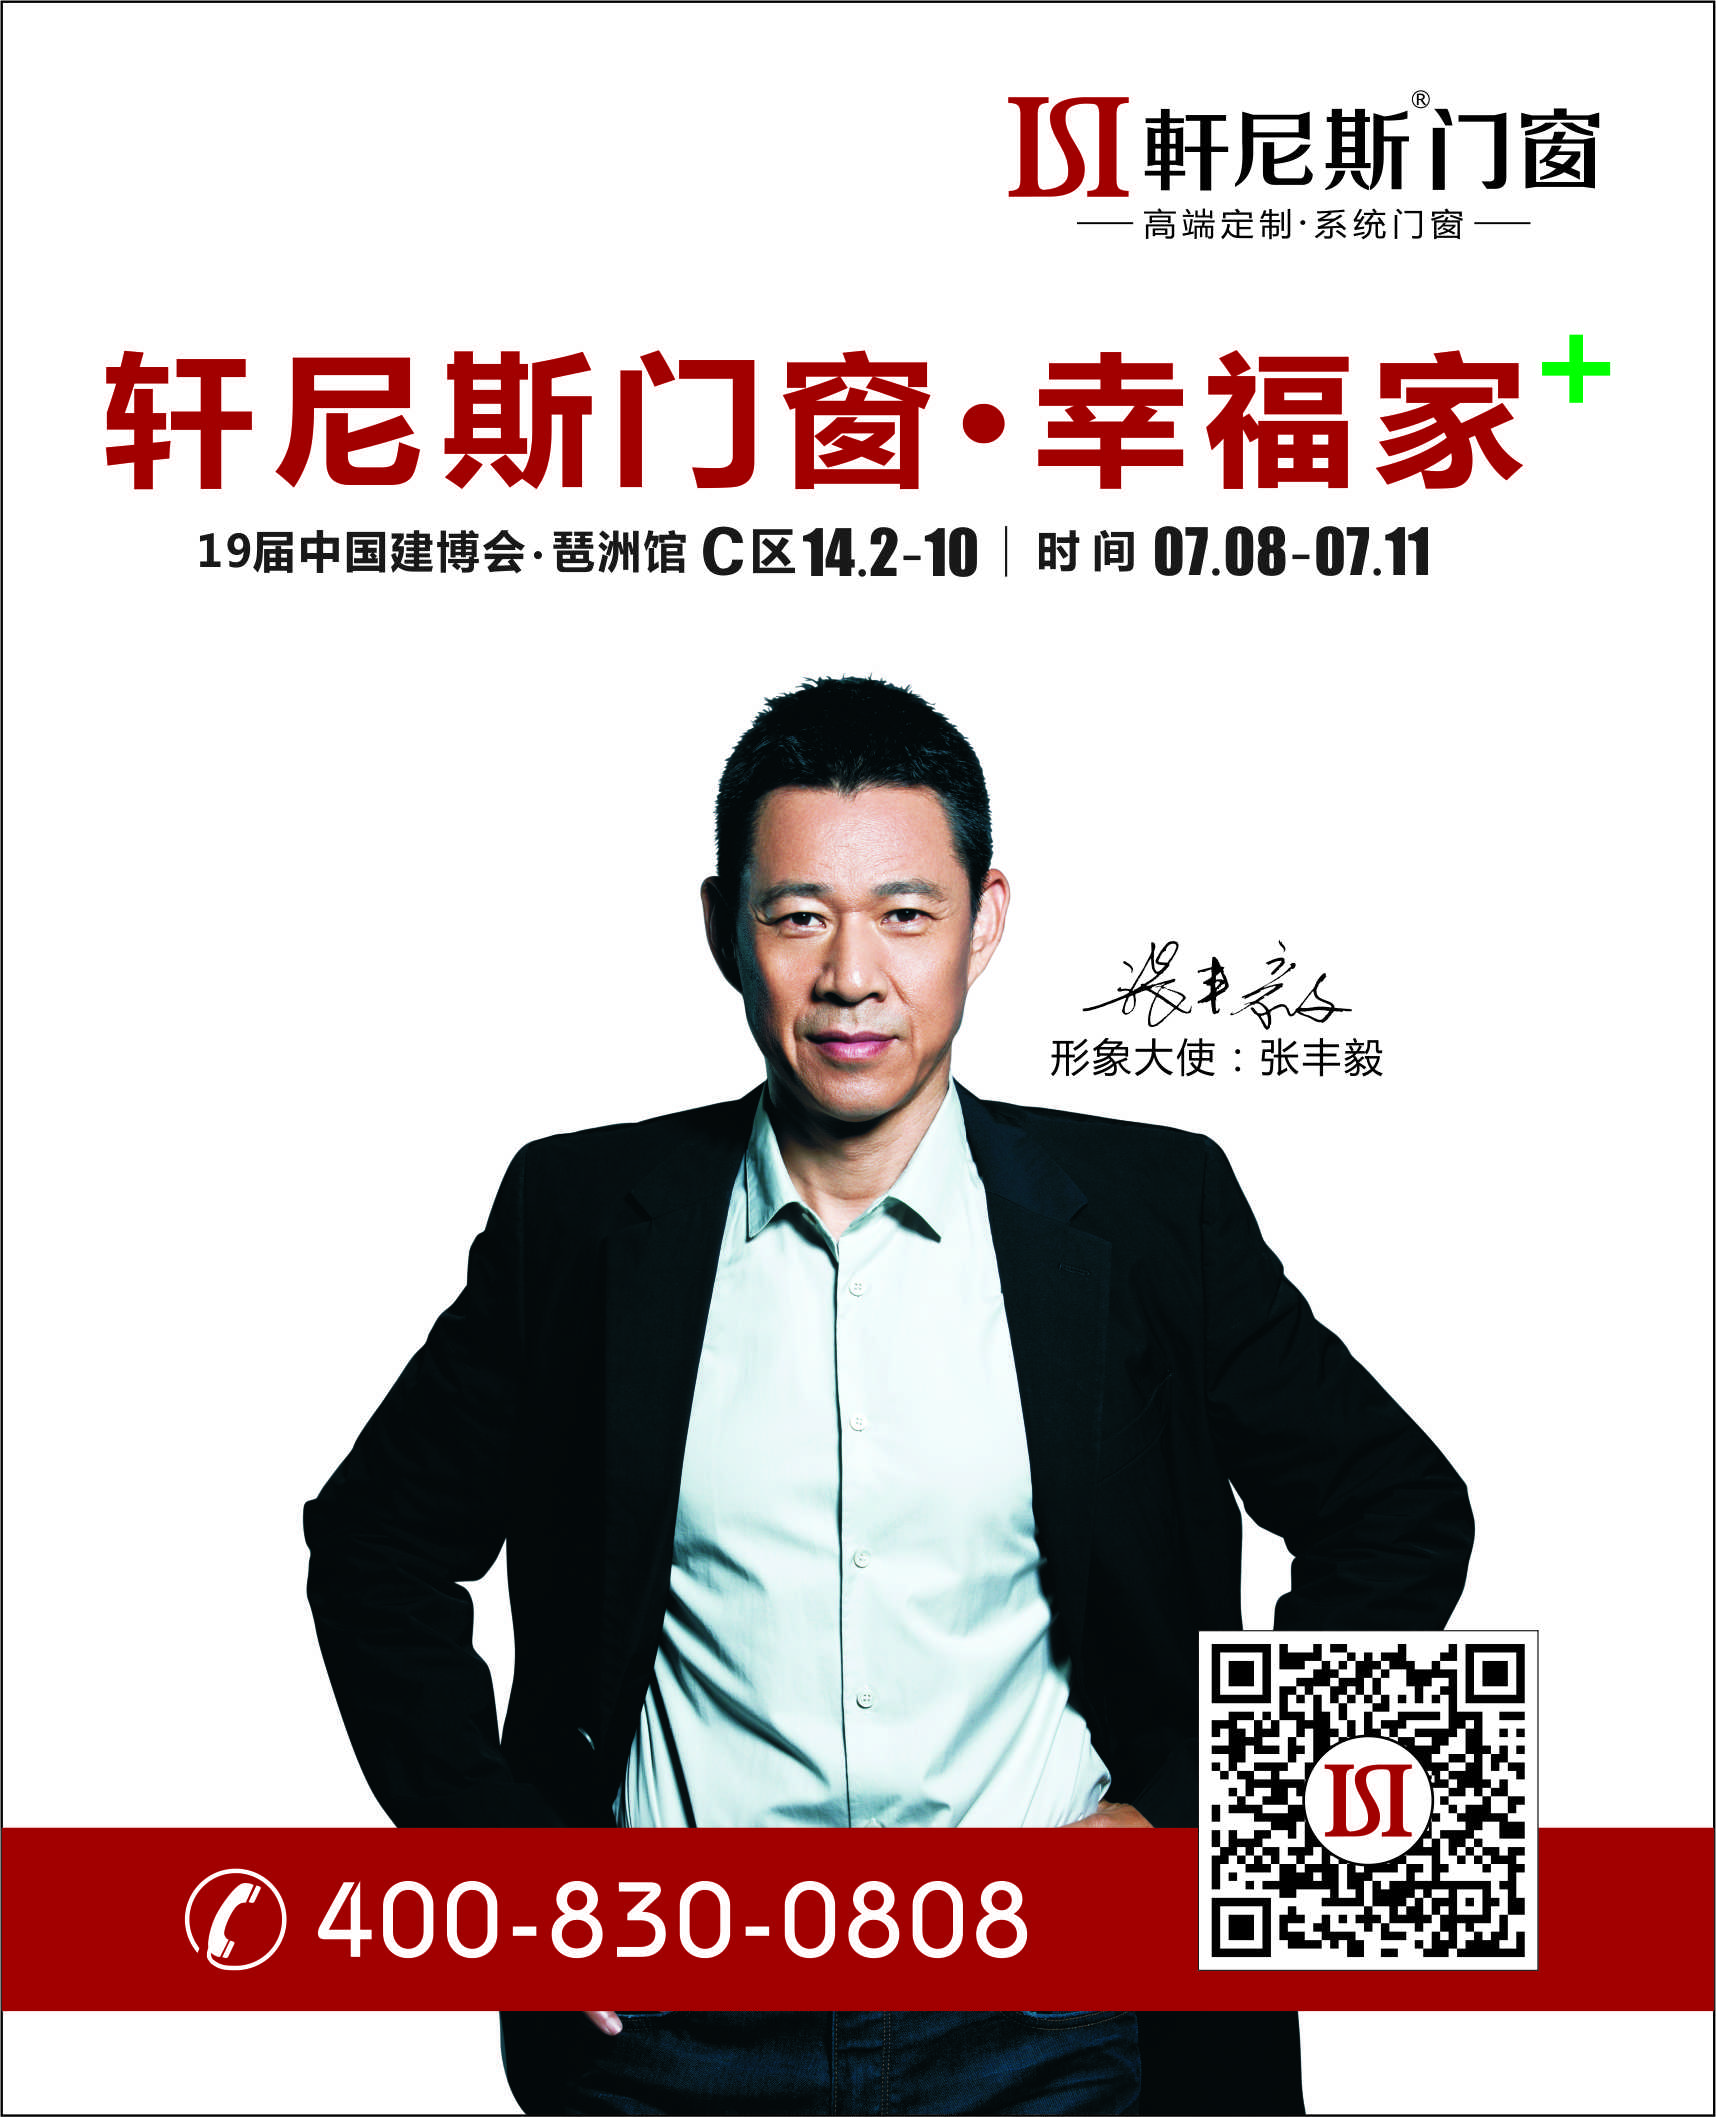 軒尼斯®门窗
高端定制·系统门窗
轩尼斯门窗·幸福家+
19届中国建博会·琶洲馆 C区14.2-10｜时间 07.08-07.11
张丰毅
形象大使：张丰毅
400-830-0808